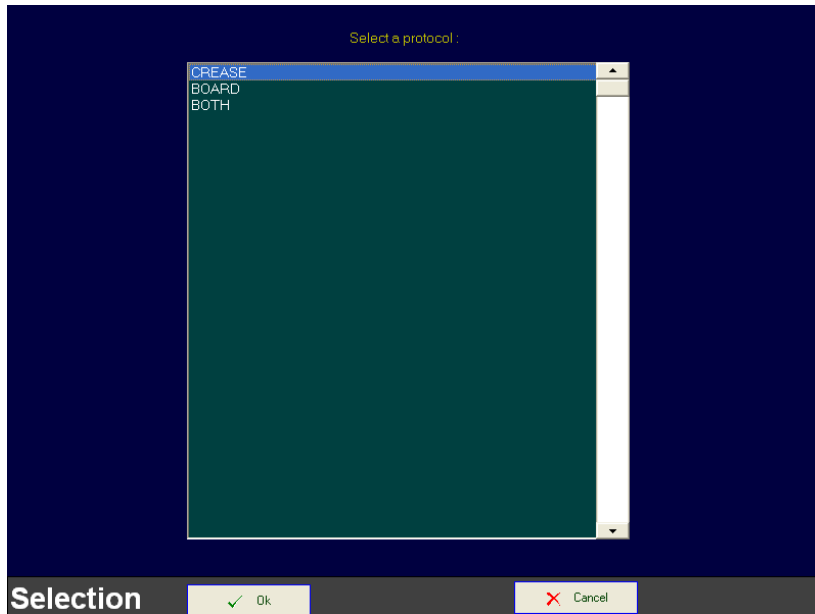 Select a protocol :
CREASE
BOARD
BOTH
Selection
Ok
Cancel